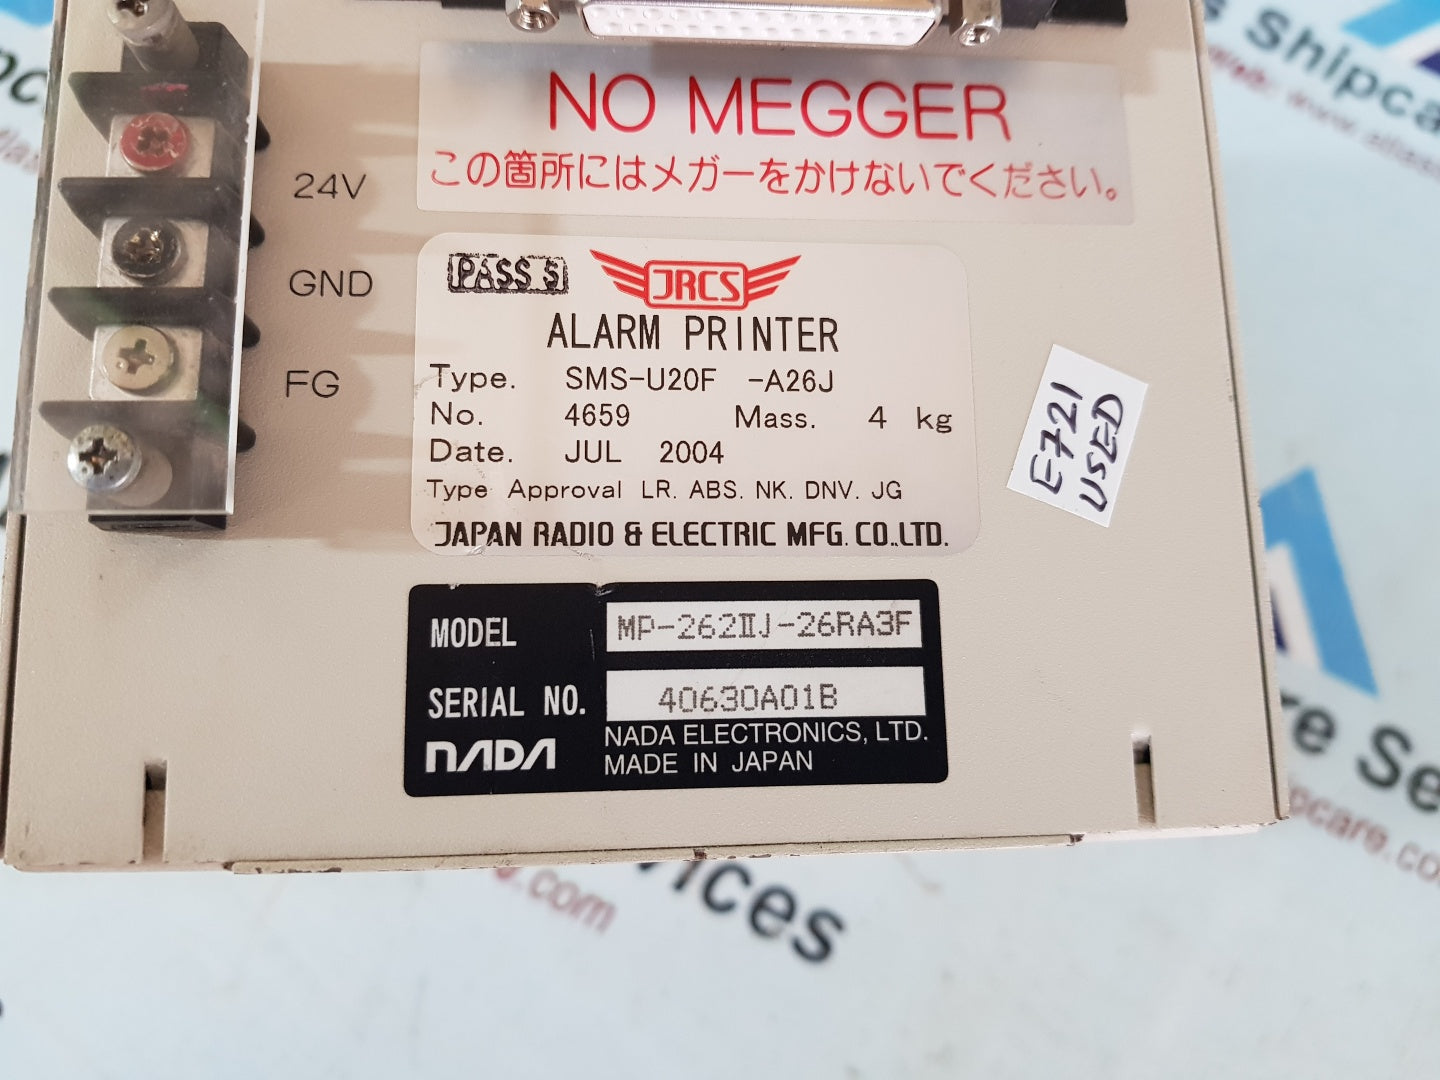 NO MEGGER
この箇所にはメガーをかけないでください。
24V
GND
FG
PASS 5
JRCS
ALARM PRINTER
Type. SMS-U20F -A26J
No. 4659 Mass. 4 kg
Date. JUL 2004
Type Approval LR. ABS. NK. DNV. JG
JAPAN RADIO & ELECTRIC MFG. CO.,LTD.
E721
USED
MODEL MP-262ⅡJ-26RA3F
SERIAL NO. 40630A01B
NADA NADA ELECTRONICS, LTD.
MADE IN JAPAN
Shipcare